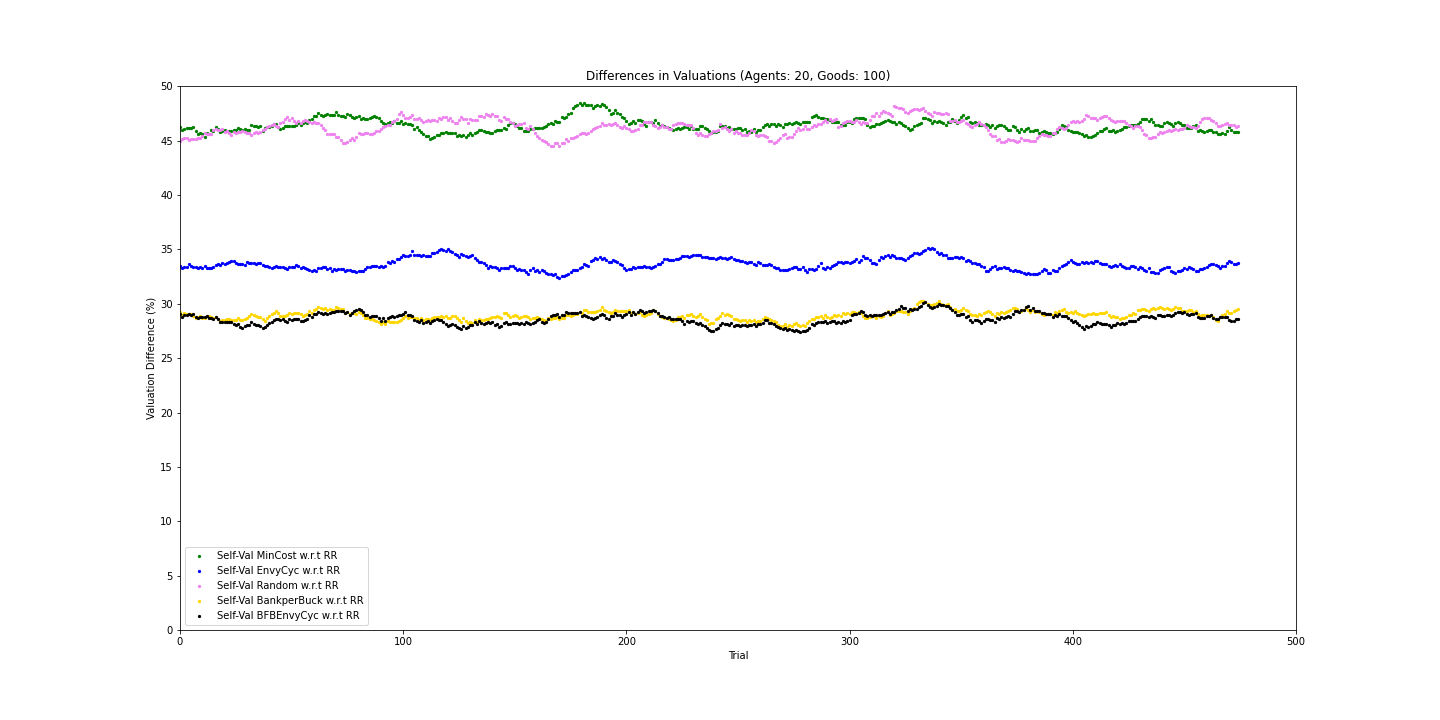 Differences in Valuations (Agents: 20, Goods: 100)
50
45
40
35
30
25
20
15
10
5
0
Valuation Difference (%)
Self-Val MinCost w.r.t RR
Self-Val EnvyCyc w.r.t RR
Self-Val Random w.r.t RR
Self-Val BankperBuck w.r.t RR
Self-Val BFBEnvyCyc w.r.t RR
0 100 200 300 400 500
Trial